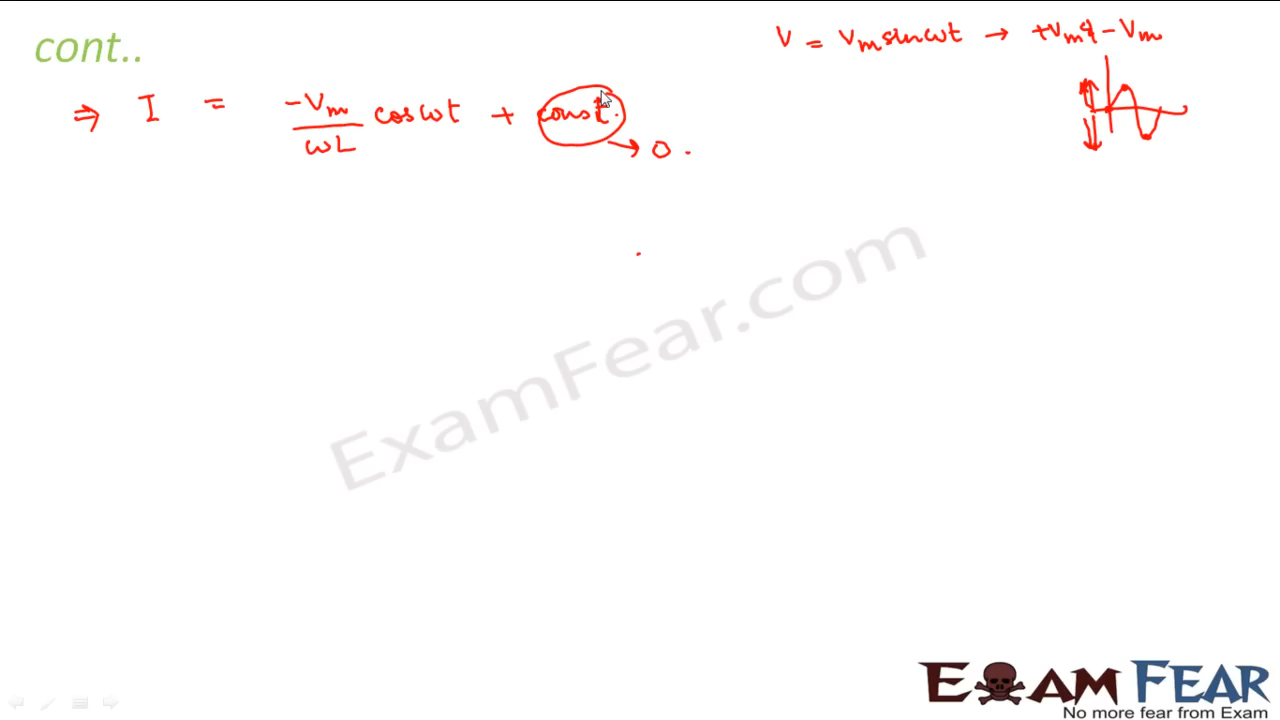 cont..
V = Vm sinωt → +Vm & -Vm
⇒ I = -Vm/ωL cosωt + const.
→ 0.
ExamFear.com
EXAM FEAR
No more fear from Exam